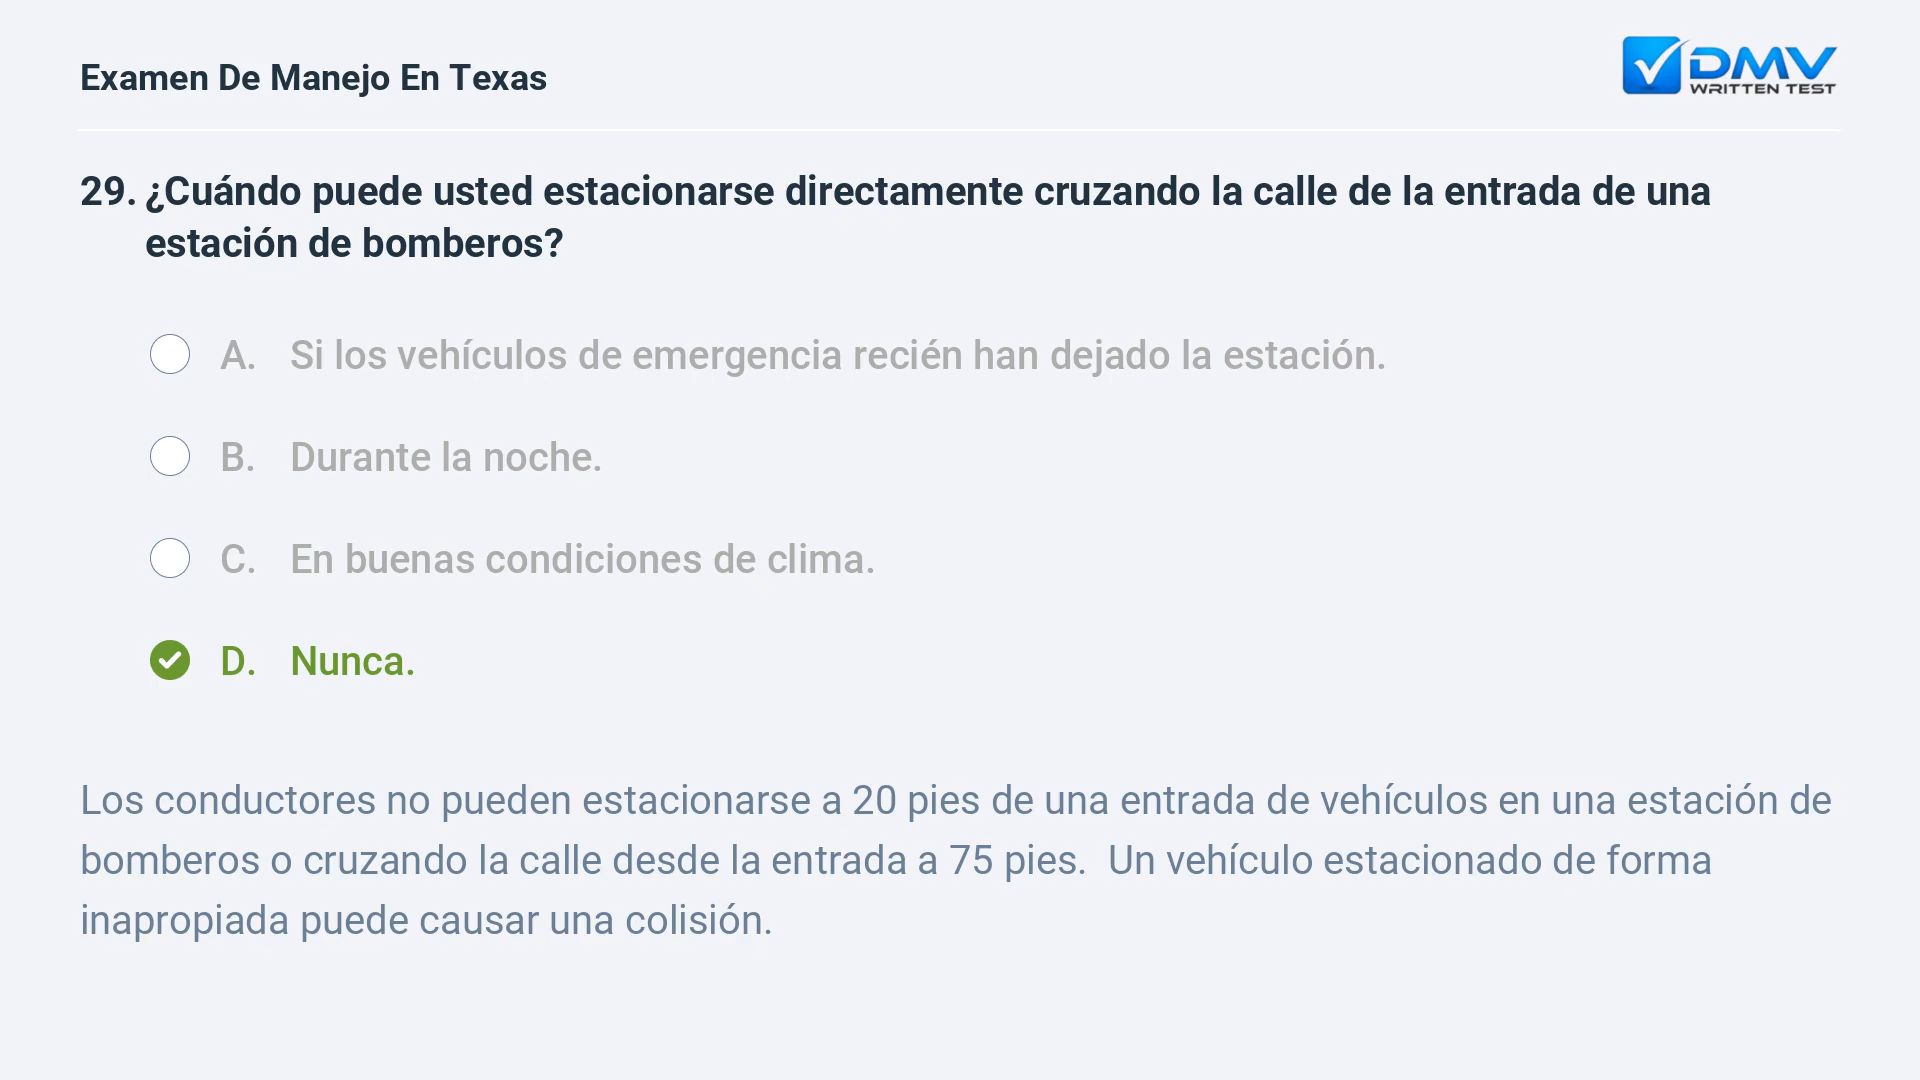 Examen De Manejo En Texas
DMV
WRITTEN TEST
29. ¿Cuándo puede usted estacionarse directamente cruzando la calle de la entrada de una
estación de bomberos?
A. Si los vehículos de emergencia recién han dejado la estación.
B. Durante la noche.
C. En buenas condiciones de clima.
D. Nunca.
Los conductores no pueden estacionarse a 20 pies de una entrada de vehículos en una estación de
bomberos o cruzando la calle desde la entrada a 75 pies.  Un vehículo estacionado de forma
inapropiada puede causar una colisión.